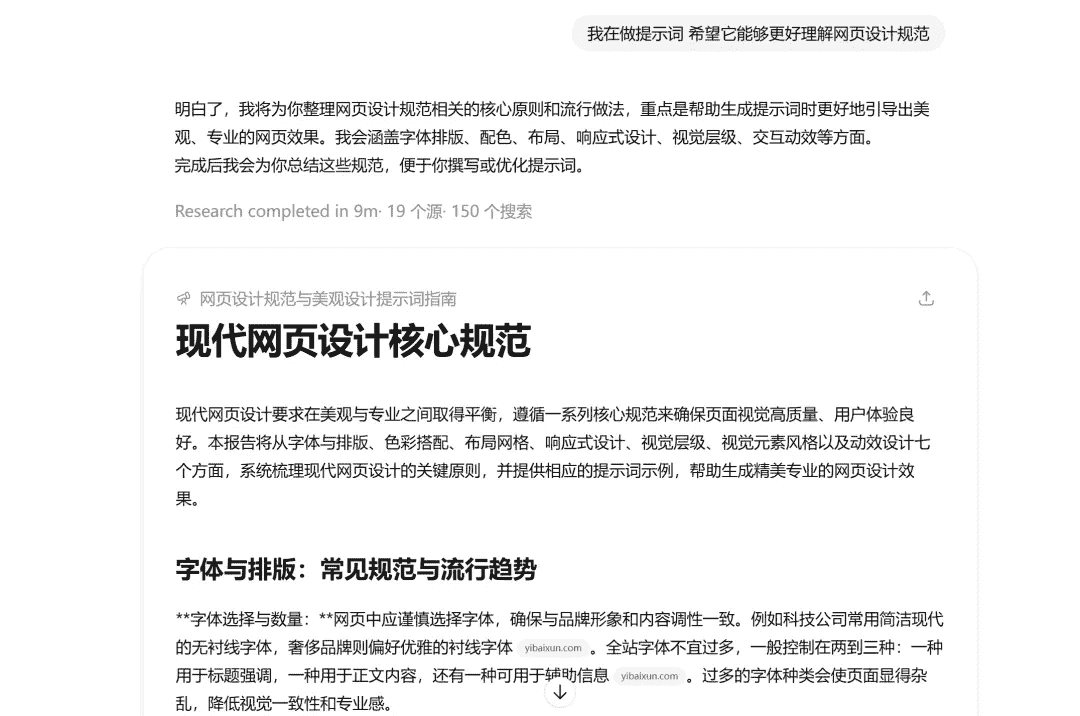 我在做提示词 希望它能够更好理解网页设计规范
明白了，我将为你整理网页设计规范相关的核心原则和流行做法，重点是帮助生成提示词时更好地引导出美
观、专业的网页效果。我会涵盖字体排版、配色、布局、响应式设计、视觉层级、交互动效等方面。
完成后我会为你总结这些规范，便于你撰写或优化提示词。
Research completed in 9m· 19 个源· 150 个搜索
网页设计规范与美观设计提示词指南
现代网页设计核心规范
现代网页设计要求在美观与专业之间取得平衡，遵循一系列核心规范来确保页面视觉高质量、用户体验良
好。本报告将从字体与排版、色彩搭配、布局网格、响应式设计、视觉层级、视觉元素风格以及动效设计七
个方面，系统梳理现代网页设计的关键原则，并提供相应的提示词示例，帮助生成精美专业的网页设计效
果。
字体与排版：常见规范与流行趋势
**字体选择与数量：**网页中应谨慎选择字体，确保与品牌形象和内容调性一致。例如科技公司常用简洁现代
的无衬线字体，奢侈品牌则偏好优雅的衬线字体 yibaixun.com 。全站字体不宜过多，一般控制在两到三种：一种
用于标题强调，一种用于正文内容，还有一种可用于辅助信息 yibaixun.com 。过多的字体种类会使页面显得杂
乱，降低视觉一致性和专业感。